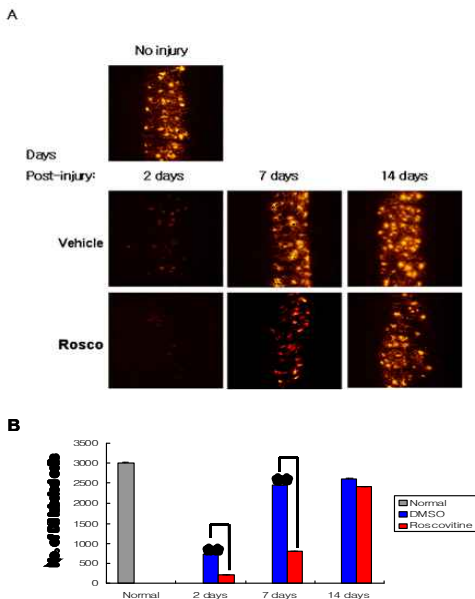 A
No injury
Days
Post-injury: 2 days 7 days 14 days
Vehicle
Rosco
B
3500
3000
2500
2000
1500
1000
500
0
Normal 2 days 7 days 14 days
Normal
DMSO
Roscovitine